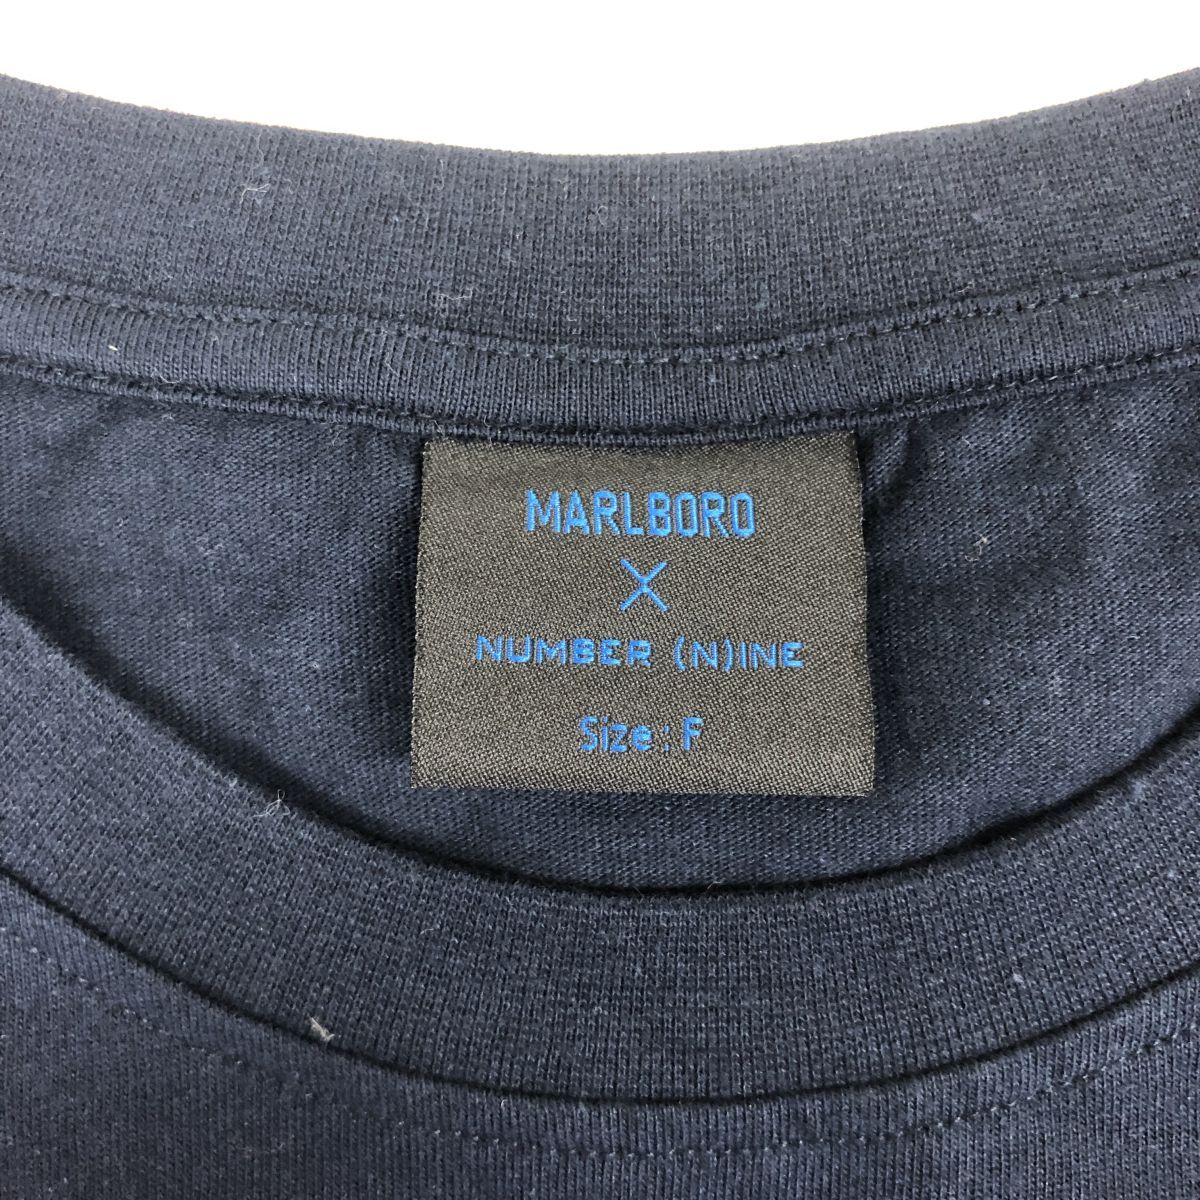 MARLBORO
X
NUMBER (N)INE
Size : F